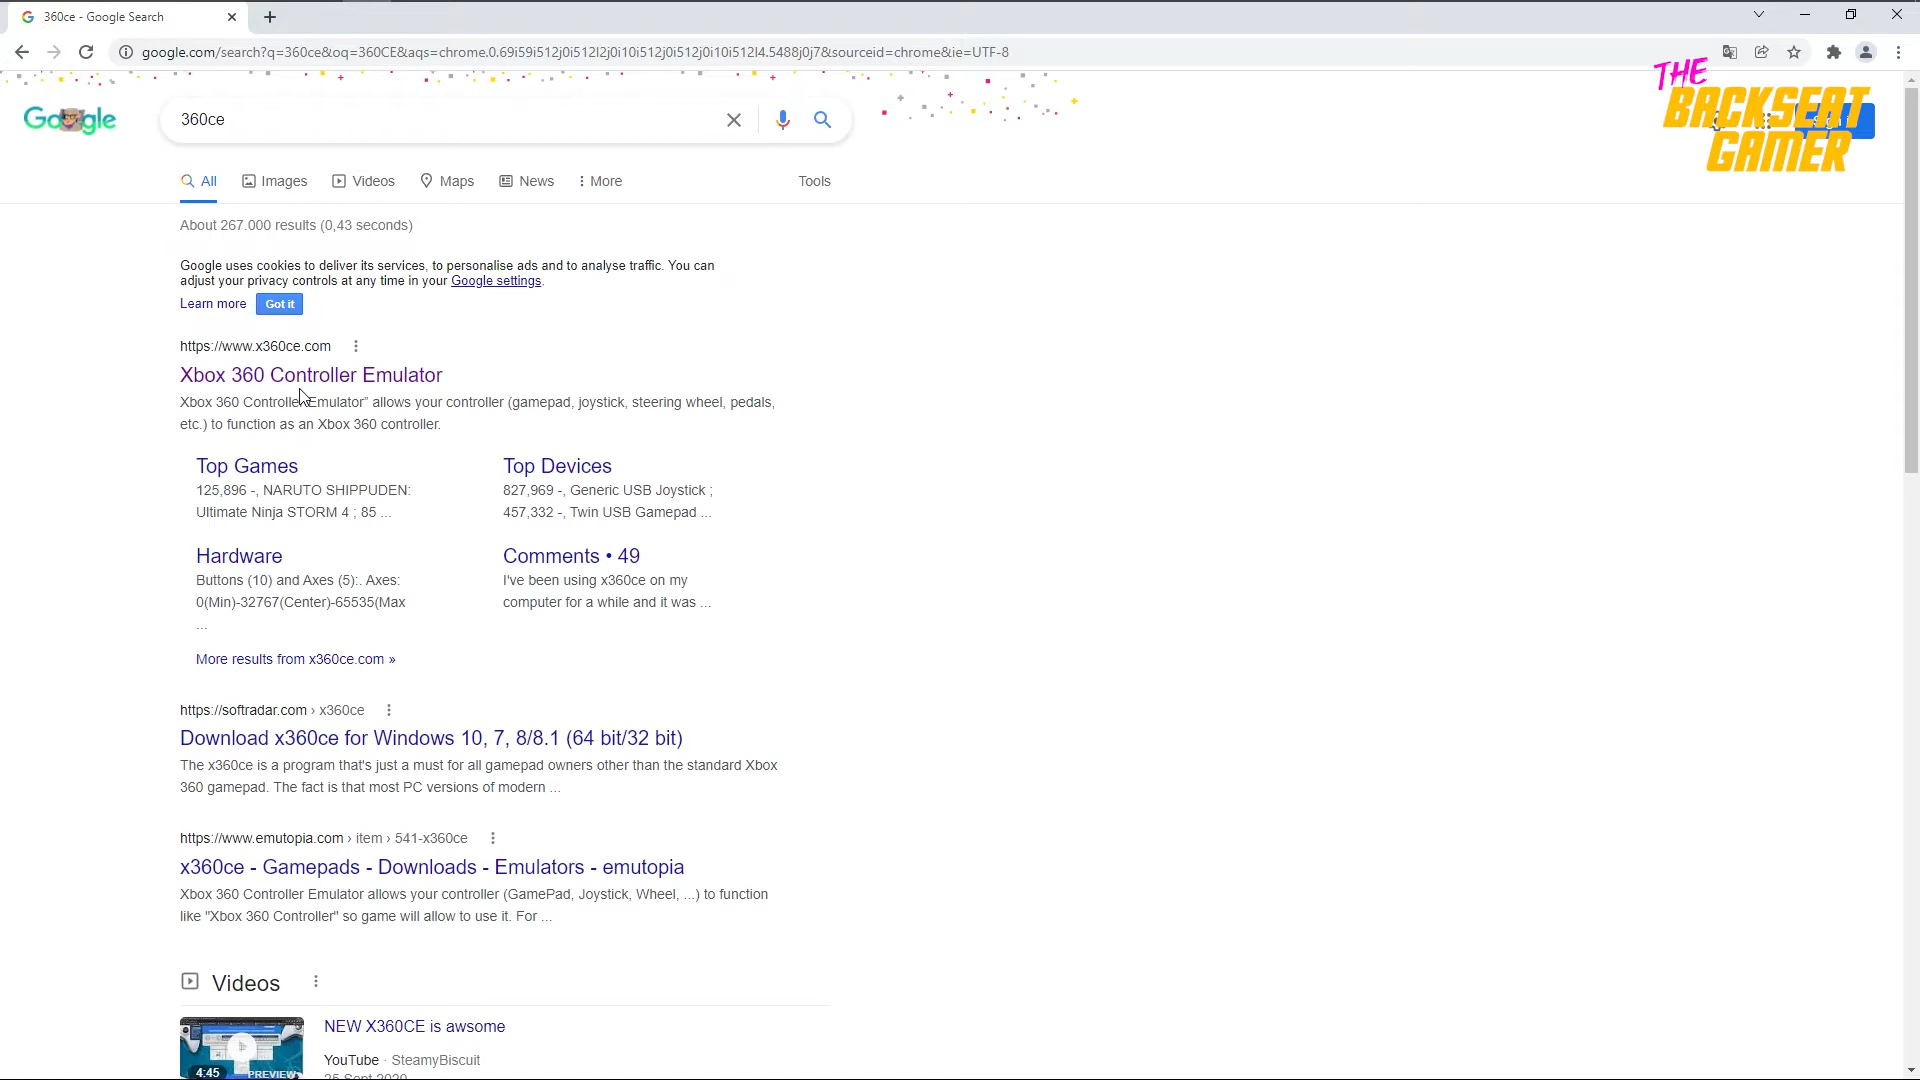 360ce - Google Search
google.com/search?q=360ce&oq=360CE&aqs=chrome.0.69i59i512j0i512l2j0i10i512j0i512j0i10i512l4.5488j0j7&sourceid=chrome&ie=UTF-8
THE
BACKSEAT
GAMER
Google
360ce
All
Images
Videos
Maps
News
More
Tools
About 267.000 results (0,43 seconds)
Google uses cookies to deliver its services, to personalise ads and to analyse traffic. You can
adjust your privacy controls at any time in your Google settings.
Learn more
Got it
https://www.x360ce.com
Xbox 360 Controller Emulator
Xbox 360 Controller Emulator" allows your controller (gamepad, joystick, steering wheel, pedals,
etc.) to function as an Xbox 360 controller.
Top Games
125,896 -, NARUTO SHIPPUDEN:
Ultimate Ninja STORM 4 ; 85 ...
Top Devices
827,969 -, Generic USB Joystick ;
457,332 -, Twin USB Gamepad ...
Hardware
Buttons (10) and Axes (5):. Axes:
0(Min)-32767(Center)-65535(Max
...
Comments • 49
I've been using x360ce on my
computer for a while and it was ...
More results from x360ce.com »
https://softradar.com › x360ce
Download x360ce for Windows 10, 7, 8/8.1 (64 bit/32 bit)
The x360ce is a program that's just a must for all gamepad owners other than the standard Xbox
360 gamepad. The fact is that most PC versions of modern ...
https://www.emutopia.com › item › 541-x360ce
x360ce - Gamepads - Downloads - Emulators - emutopia
Xbox 360 Controller Emulator allows your controller (GamePad, Joystick, Wheel, ...) to function
like "Xbox 360 Controller" so game will allow to use it. For ...
Videos
NEW X360CE is awsome
YouTube · SteamyBiscuit
25 Sept 2020
4:45
PREVIEW